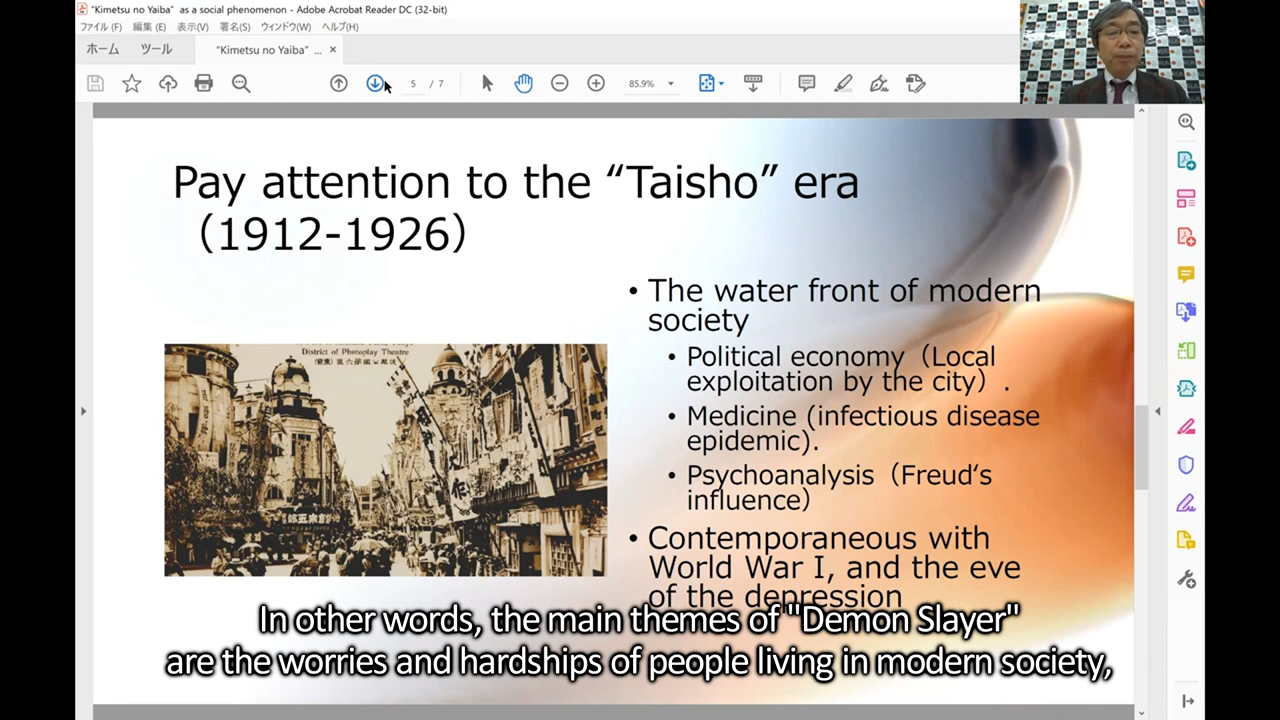 "Kimetsu no Yaiba" as a social phenomenon - Adobe Acrobat Reader DC (32-bit)
ファイル(F) 編集(E) 表示(V) 署名(S) ウィンドウ(W) ヘルプ(H)
ホーム ツール "Kimetsu no Yaiba" ... ×
5 / 7 85.9%
Pay attention to the “Taisho” era
（1912-1926）
District of Photoplay Theatre
• The water front of modern
society
• Political economy（Local
exploitation by the city）.
• Medicine (infectious disease
epidemic).
• Psychoanalysis（Freud‘s
influence）
• Contemporaneous with
World War I, and the eve
of the depression
In other words, the main themes of "Demon Slayer"
are the worries and hardships of people living in modern society,